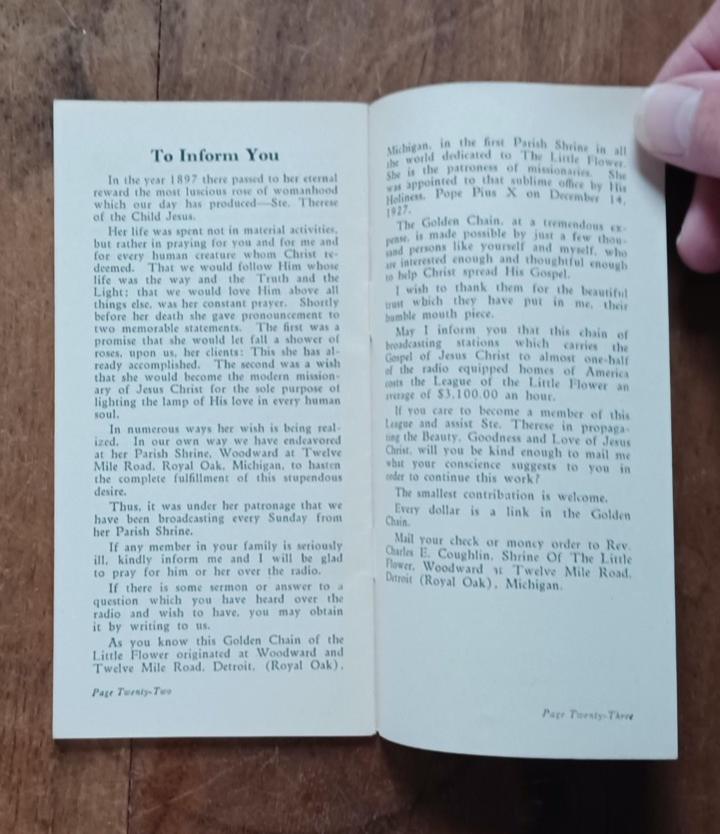 To Inform You
In the year 1897 there passed to her eternal
reward the most luscious rose of womanhood
which our day has produced—Ste. Therese
of the Child Jesus.
Her life was spent not in material activities,
but rather in praying for you and for me and
for every human creature whom Christ re-
deemed. That we would follow Him whose
life was the way and the Truth and the
Light; that we would love Him above all
things else, was her constant prayer. Shortly
before her death she gave pronouncement to
two memorable statements. The first was a
promise that she would let fall a shower of
roses, upon us, her clients: This she has al-
ready accomplished. The second was a wish
that she would become the modern mission-
ary of Jesus Christ for the sole purpose of
lighting the lamp of His love in every human
soul.
In numerous ways her wish is being real-
ized. In our own way we have endeavored
at her Parish Shrine, Woodward at Twelve
Mile Road, Royal Oak, Michigan, to hasten
the complete fulfillment of this stupendous
desire.
Thus, it was under her patronage that we
have been broadcasting every Sunday from
her Parish Shrine.
If any member in your family is seriously
ill, kindly inform me and I will be glad
to pray for him or her over the radio.
If there is some sermon or answer to a
question which you have heard over the
radio and wish to have, you may obtain
it by writing to us.
As you know this Golden Chain of the
Little Flower originated at Woodward and
Twelve Mile Road, Detroit, (Royal Oak),
Page Twenty-Two
Michigan, in the first Parish Shrine in all
the world dedicated to The Little Flower.
She is the patroness of missionaries. She
was appointed to that sublime office by His
Holiness, Pope Pius X on December 14,
1927.
The Golden Chain, at a tremendous ex-
pense, is made possible by just a few thou-
sand persons like yourself and myself, who
are interested enough and thoughtful enough
to help Christ spread His Gospel.
I wish to thank them for the beautiful
trust which they have put in me, their
humble mouth piece.
May I inform you that this chain of
broadcasting stations which carries the
Gospel of Jesus Christ to almost one-half
of the radio equipped homes of America
costs the League of the Little Flower an
average of $3,100.00 an hour.
If you care to become a member of this
League and assist Ste. Therese in propaga-
ting the Beauty, Goodness and Love of Jesus
Christ, will you be kind enough to mail me
what your conscience suggests to you in
order to continue this work?
The smallest contribution is welcome.
Every dollar is a link in the Golden
Chain.
Mail your check or money order to Rev.
Charles E. Coughlin, Shrine Of The Little
Flower, Woodward at Twelve Mile Road,
Detroit (Royal Oak), Michigan.
Page Twenty-Three